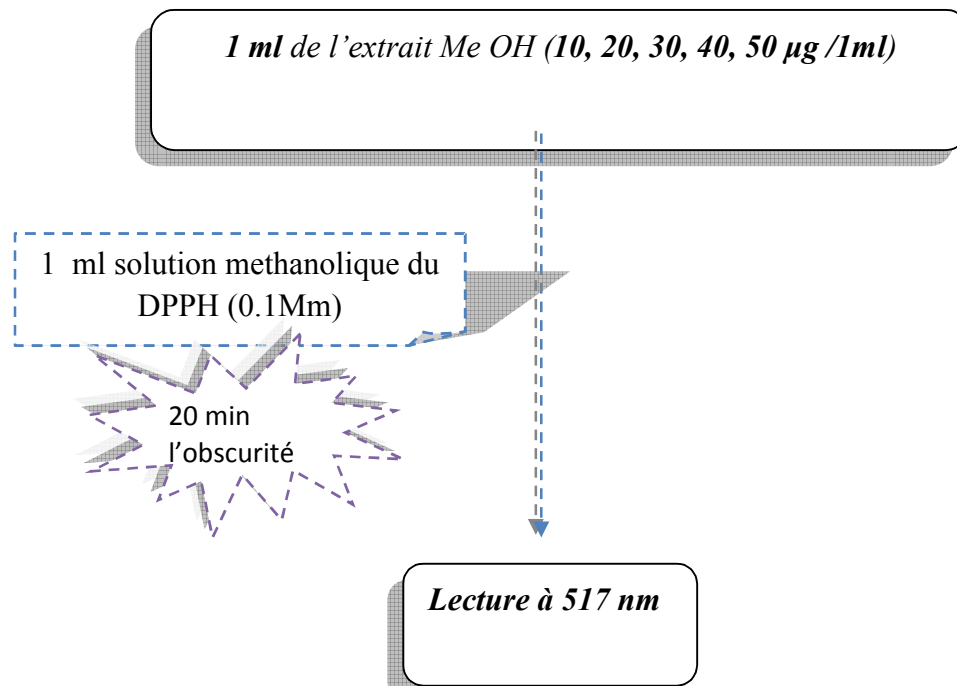 1 ml de l’extrait Me OH (10, 20, 30, 40, 50 µg /1ml)
1 ml solution methanolique du
DPPH (0.1Mm)
20 min
l’obscurité
Lecture à 517 nm